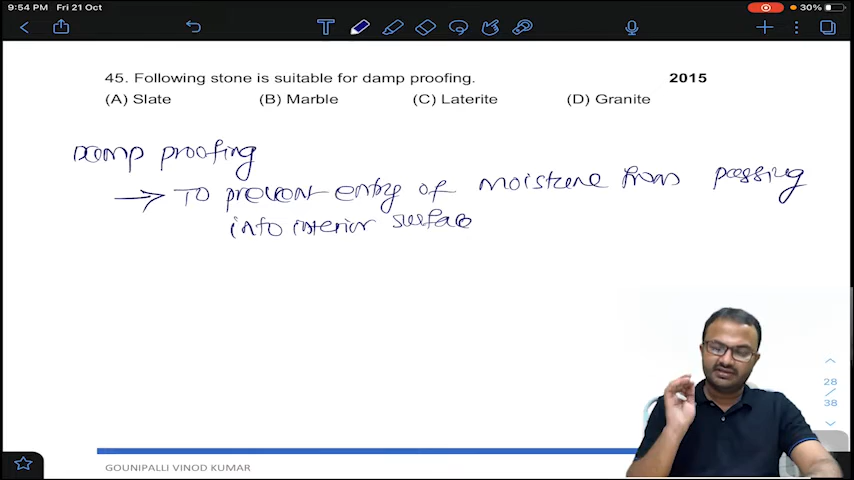 9:54 PM Fri 21 Oct
30%
45. Following stone is suitable for damp proofing. 2015
(A) Slate (B) Marble (C) Laterite (D) Granite
Damp proofing
→ To prevent entry of moisture from passing
into interior surface
28
/
38
GOUNIPALLI VINOD KUMAR